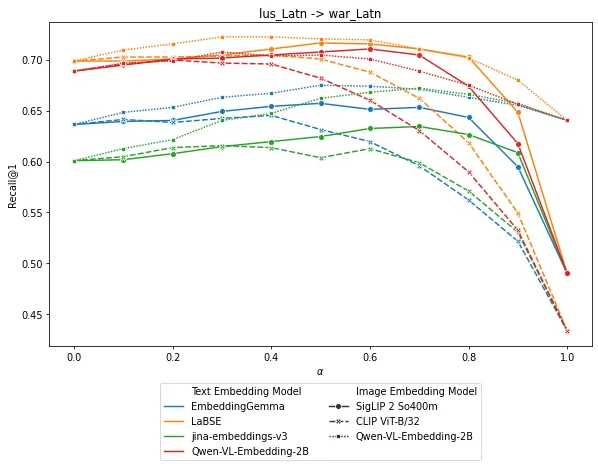 lus_Latn -> war_Latn
Recall@1
0.70
0.65
0.60
0.55
0.50
0.45
0.0
0.2
0.4
0.6
0.8
1.0
α
Text Embedding Model
EmbeddingGemma
LaBSE
jina-embeddings-v3
Qwen-VL-Embedding-2B
Image Embedding Model
SigLIP 2 So400m
CLIP ViT-B/32
Qwen-VL-Embedding-2B